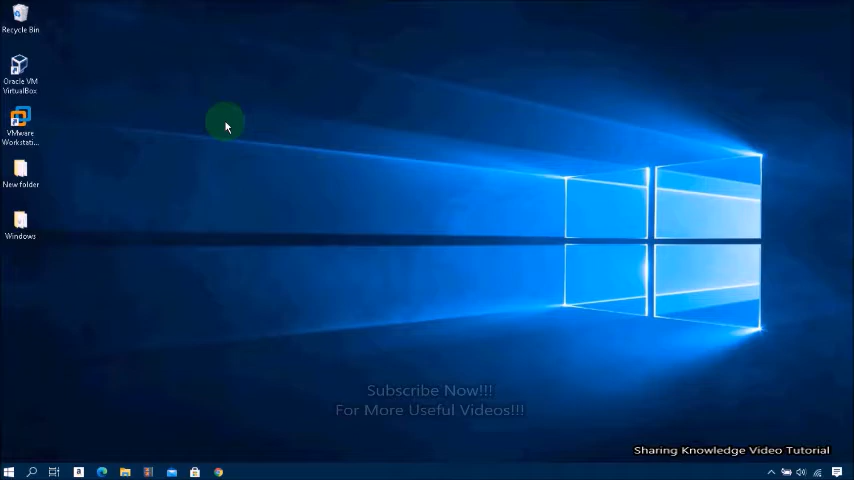 Recycle Bin
Oracle VM
VirtualBox
VMware
Workstati...
New folder
Windows
Subscribe Now!!!
For More Useful Videos!!!
Sharing Knowledge Video Tutorial
a